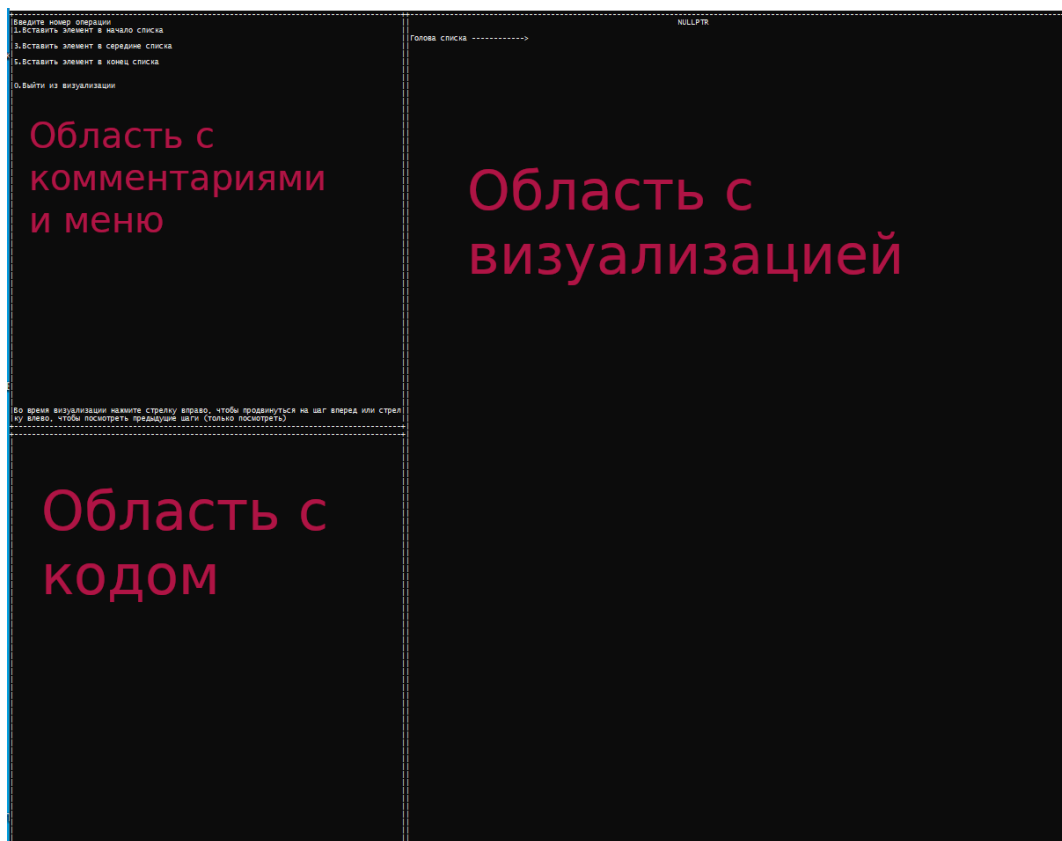 Введите номер операции
1.Вставить элемент в начало списка
3.Вставить элемент в середине списка
5.Вставить элемент в конец списка
0.Выйти из визуализации
Область с
комментариями
и меню
Во время визуализации нажмите стрелку вправо, чтобы продвинуться на шаг вперед или стрел
ку влево, чтобы посмотреть предыдущие шаги (только посмотреть)
Область с
кодом
NULLPTR
Голова списка ------------>
Область с
визуализацией